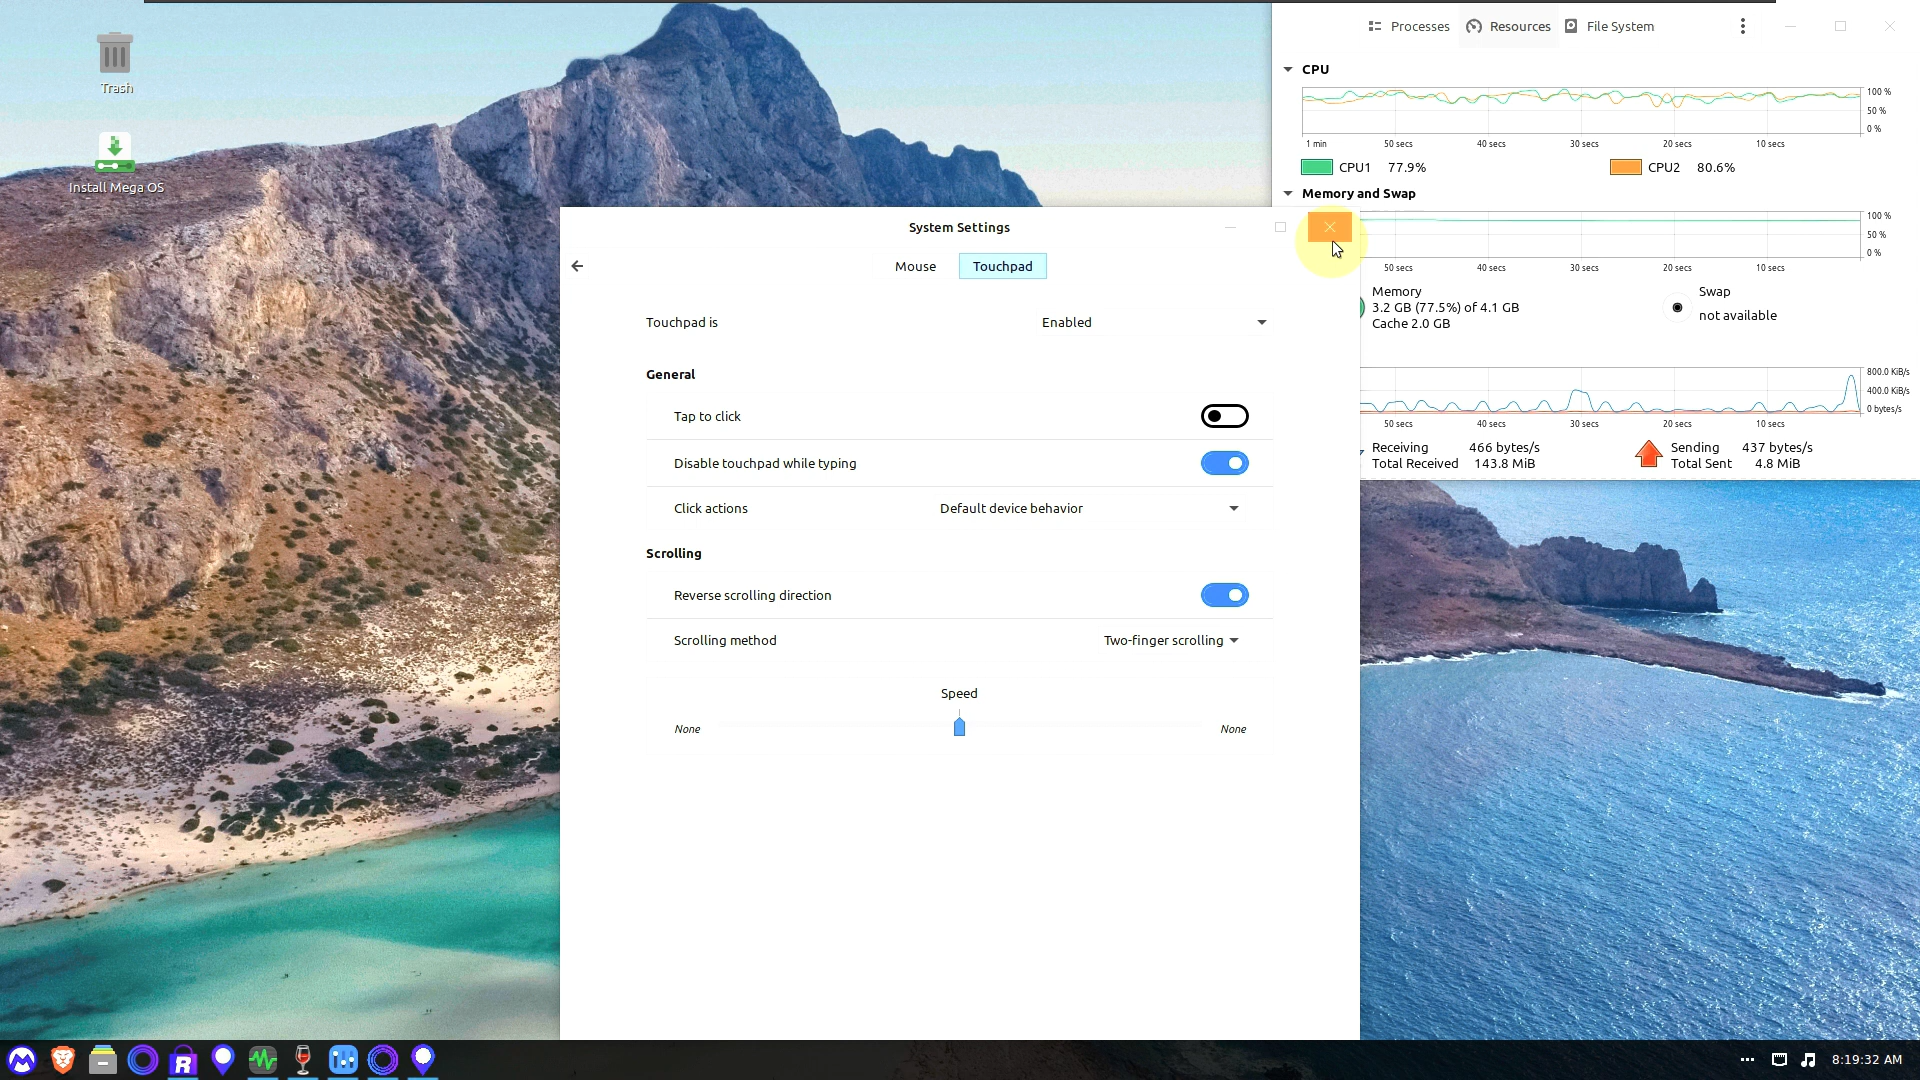 Trash
Install Mega OS
Processes
Resources
File System
CPU
100 %
50 %
0 %
1 min
50 secs
40 secs
30 secs
20 secs
10 secs
CPU1 77.9%
CPU2 80.6%
Memory and Swap
100 %
50 %
0 %
50 secs
40 secs
30 secs
20 secs
10 secs
Memory
3.2 GB (77.5%) of 4.1 GB
Cache 2.0 GB
Swap
not available
800.0 KiB/s
400.0 KiB/s
0 bytes/s
50 secs
40 secs
30 secs
20 secs
10 secs
Receiving 466 bytes/s
Total Received 143.8 MiB
Sending 437 bytes/s
Total Sent 4.8 MiB
System Settings
Mouse
Touchpad
Touchpad is
Enabled
General
Tap to click
Disable touchpad while typing
Click actions
Default device behavior
Scrolling
Reverse scrolling direction
Scrolling method
Two-finger scrolling
Speed
None
None
8:19:32 AM